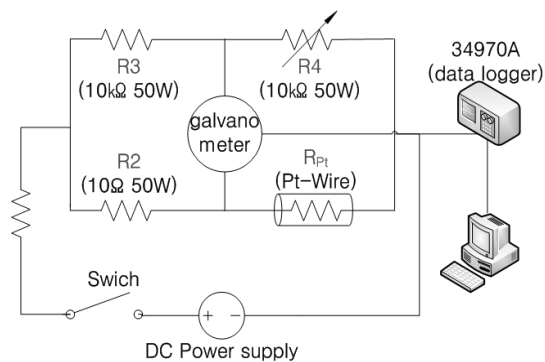 R3
(10kΩ 50W)
R4
(10kΩ 50W)
34970A
(data logger)
galvano
meter
R2
(10Ω 50W)
RPt
(Pt-Wire)
Swich
+ −
DC Power supply